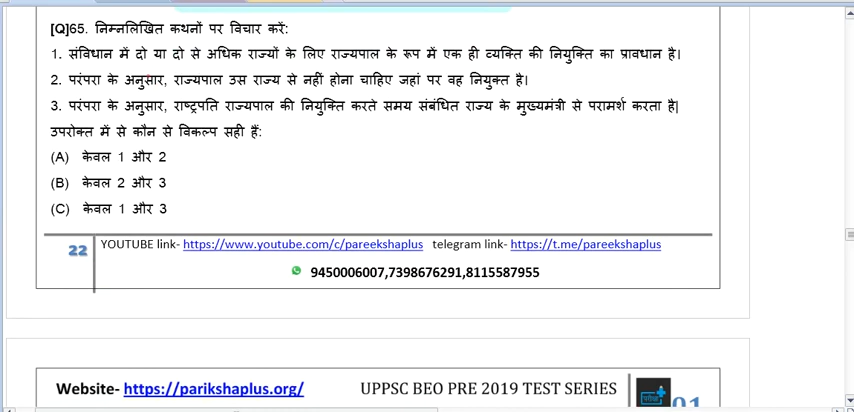 [Q]65. निम्नलिखित कथनों पर विचार करें:
1. संविधान में दो या दो से अधिक राज्यों के लिए राज्यपाल के रूप में एक ही व्यक्ति की नियुक्ति का प्रावधान है।
2. परंपरा के अनुसार, राज्यपाल उस राज्य से नहीं होना चाहिए जहां पर वह नियुक्त है।
3. परंपरा के अनुसार, राष्ट्रपति राज्यपाल की नियुक्ति करते समय संबंधित राज्य के मुख्यमंत्री से परामर्श करता है|
उपरोक्त में से कौन से विकल्प सही हैं:
(A) केवल 1 और 2
(B) केवल 2 और 3
(C) केवल 1 और 3
22 YOUTUBE link- https://www.youtube.com/c/pareekshaplus telegram link- https://t.me/pareekshaplus
9450006007,7398676291,8115587955
Website- https://parikshaplus.org/ UPPSC BEO PRE 2019 TEST SERIES 01